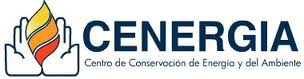 CENERGIA
Centro de Conservación de Energía y del Ambiente